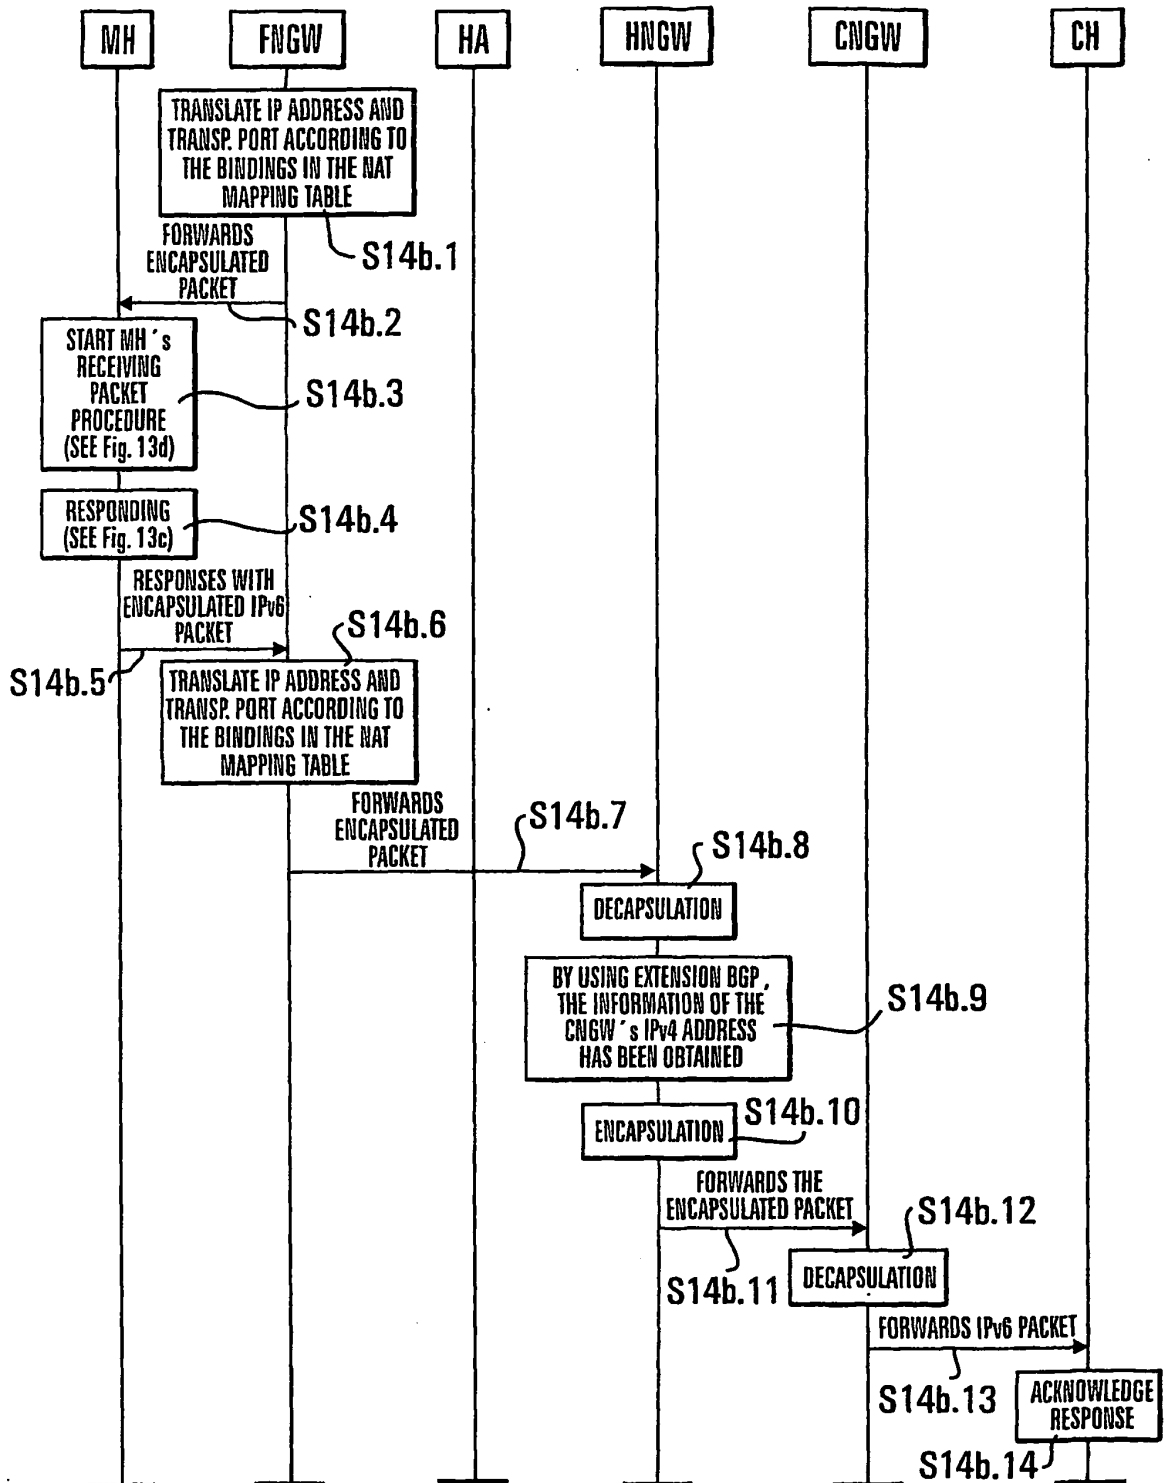 MH
FNGW
HA
HNGW
CNGW
CH
TRANSLATE IP ADDRESS AND
TRANSP. PORT ACCORDING TO
THE BINDINGS IN THE NAT
MAPPING TABLE
S14b.1
FORWARDS
ENCAPSULATED
PACKET
S14b.2
START MH´s
RECEIVING
PACKET
PROCEDURE
(SEE Fig. 13d)
S14b.3
RESPONDING
(SEE Fig. 13c)
S14b.4
RESPONSES WITH
ENCAPSULATED IPv6
PACKET
S14b.5
S14b.6
TRANSLATE IP ADDRESS AND
TRANSP. PORT ACCORDING TO
THE BINDINGS IN THE NAT
MAPPING TABLE
FORWARDS
ENCAPSULATED
PACKET
S14b.7
S14b.8
DECAPSULATION
BY USING EXTENSION BGP,
THE INFORMATION OF THE
CNGW´s IPv4 ADDRESS
HAS BEEN OBTAINED
S14b.9
ENCAPSULATION
S14b.10
FORWARDS THE
ENCAPSULATED PACKET
S14b.11
S14b.12
DECAPSULATION
FORWARDS IPv6 PACKET
S14b.13
ACKNOWLEDGE
RESPONSE
S14b.14